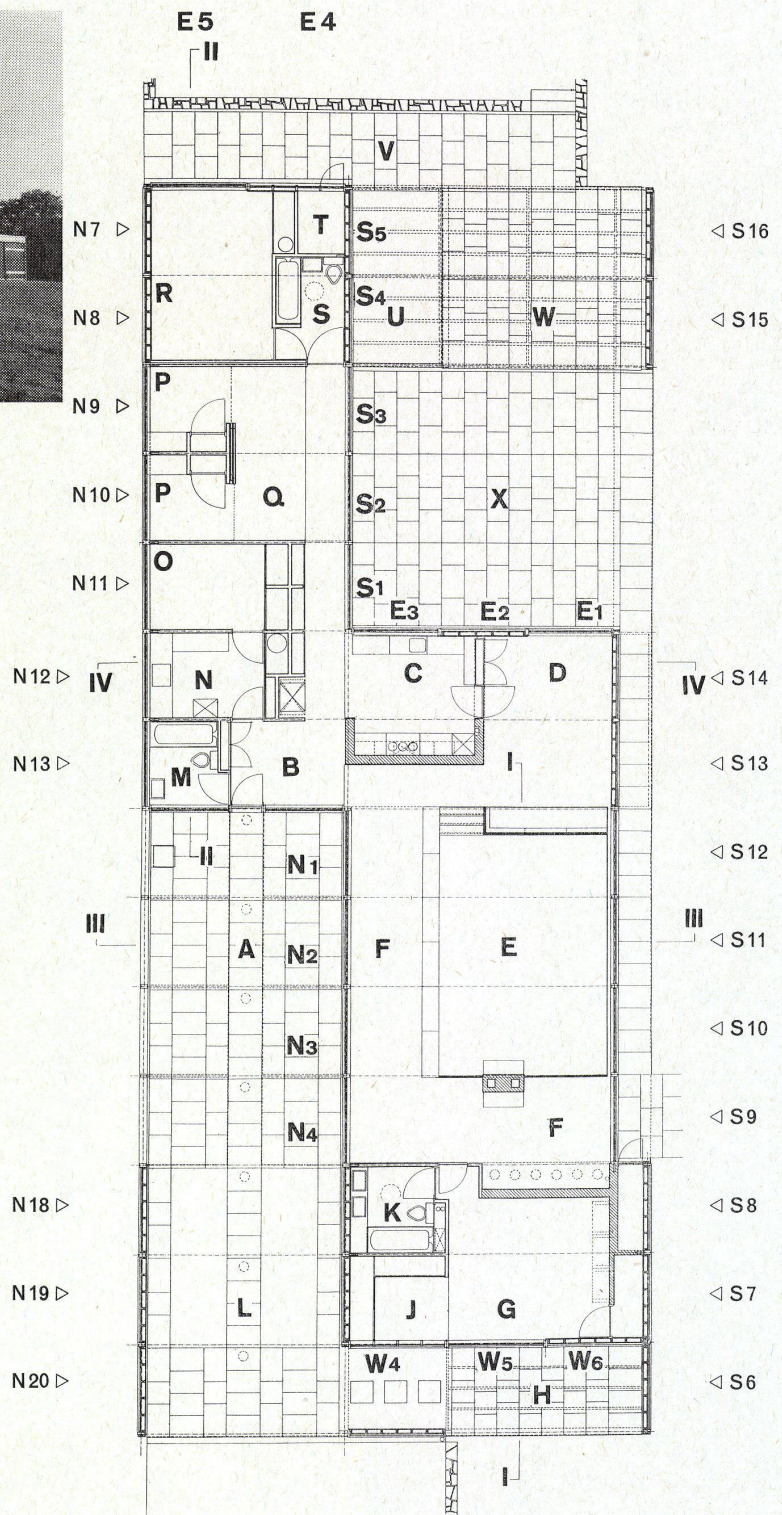 E5 E4
II
V
N7 ▷ T S5 ◁ S16
R S4
N8 ▷ S U W ◁ S15
P
N9 ▷ S3
N10 ▷ P Q S2 X
O
N11 ▷ S1
E3 E2 E1
N12 ▷ IV N C D IV ◁ S14
N13 ▷ M B I ◁ S13
II N1 ◁ S12
III A N2 F E III ◁ S11
N3 ◁ S10
N4 F ◁ S9
N18 ▷ K ◁ S8
N19 ▷ L J G ◁ S7
W4 W5 W6
N20 ▷ H ◁ S6
I